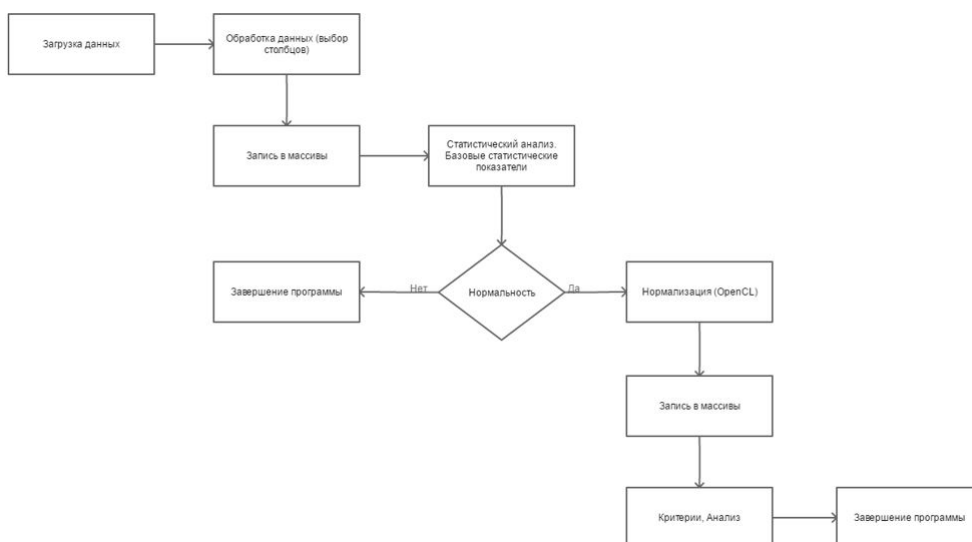 Загрузка данных
Обработка данных (выбор
столбцов)
Запись в массивы
Статистический анализ.
Базовые статистические
показатели
Завершение программы
Нет
Нормальность
Да
Нормализация (OpenCL)
Запись в массивы
Критерии, Анализ
Завершение программы